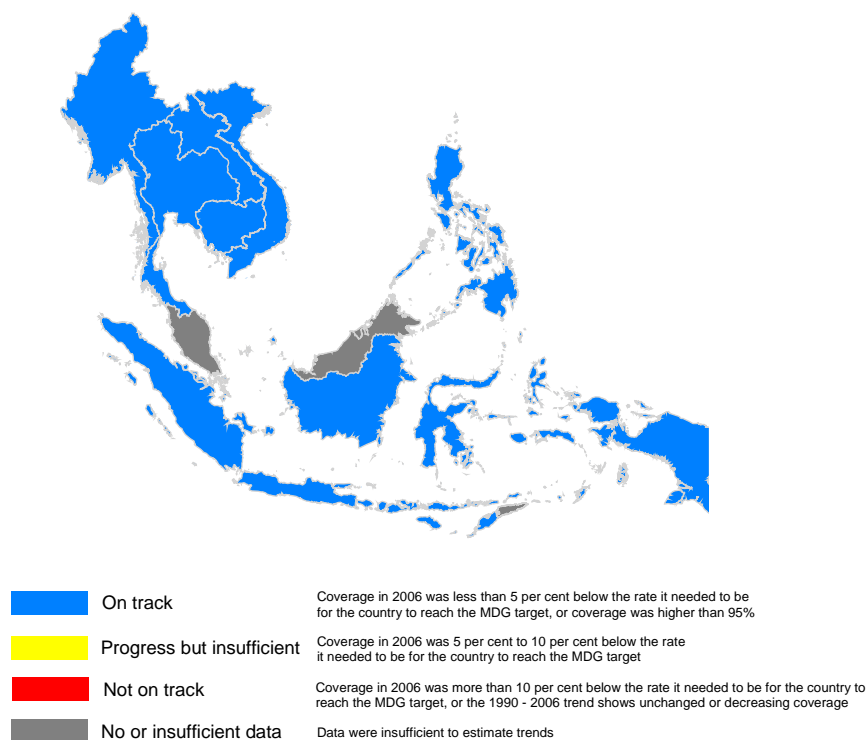 On track
Coverage in 2006 was less than 5 per cent below the rate it needed to be
for the country to reach the MDG target, or coverage was higher than 95%
Progress but insufficient
Coverage in 2006 was 5 per cent to 10 per cent below the rate
it needed to be for the country to reach the MDG target
Not on track
Coverage in 2006 was more than 10 per cent below the rate it needed to be for the country to
reach the MDG target, or the 1990 - 2006 trend shows unchanged or decreasing coverage
No or insufficient data
Data were insufficient to estimate trends